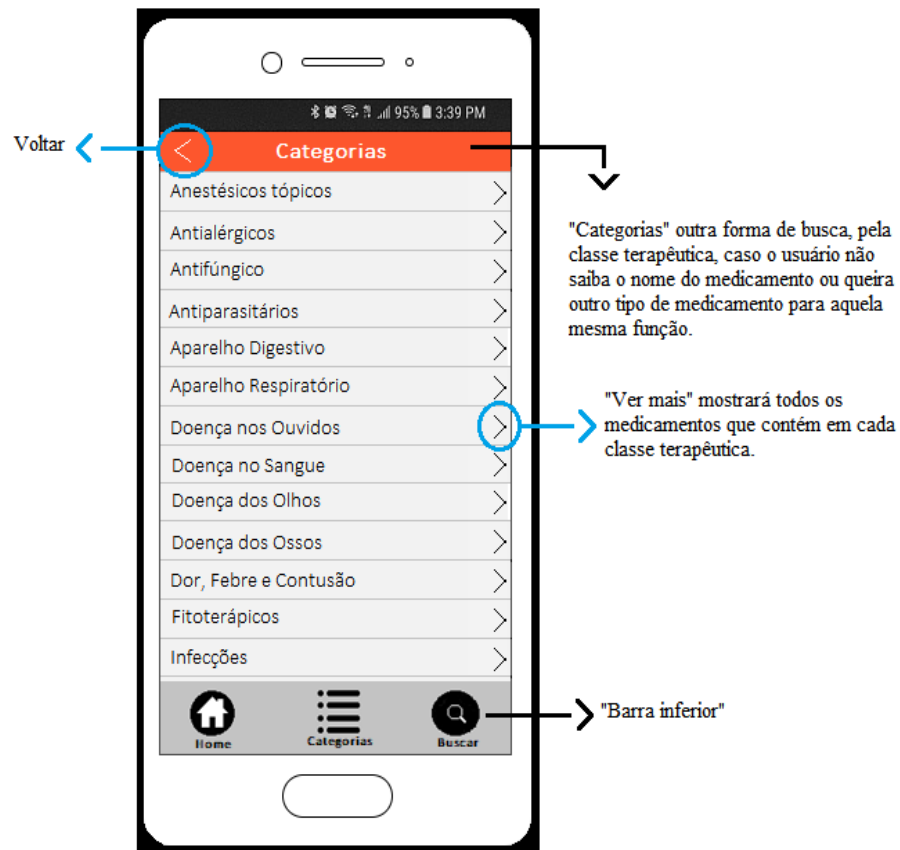 95% 3:39 PM
Voltar
Categorias
Anestésicos tópicos
Antialérgicos
Antifúngico
Antiparasitários
Aparelho Digestivo
Aparelho Respiratório
Doença nos Ouvidos
Doença no Sangue
Doença dos Olhos
Doença dos Ossos
Dor, Febre e Contusão
Fitoterápicos
Infecções
Home
Categorias
Buscar
"Categorias" outra forma de busca, pela
classe terapêutica, caso o usuário não
saiba o nome do medicamento ou queira
outro tipo de medicamento para aquela
mesma função.
"Ver mais" mostrará todos os
medicamentos que contém em cada
classe terapêutica.
"Barra inferior"